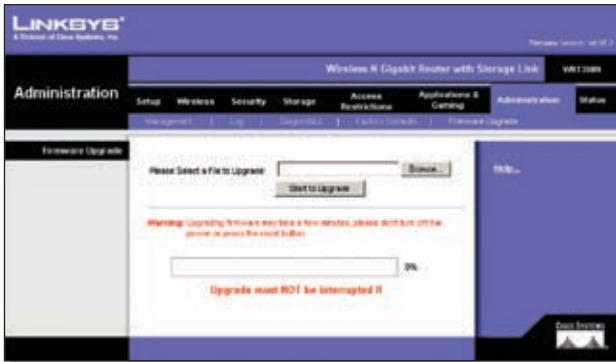 LINKSYS®
A Division of Cisco Systems, Inc.
Firmware Version:
Wireless-N Gigabit Router with Storage Link
WRT350N
Administration
Setup
Wireless
Security
Storage
Access Restrictions
Applications & Gaming
Administration
Status
Management | Log | Diagnostics | Factory Defaults | Firmware Upgrade
Firmware Upgrade
Please Select a File to Upgrade:
Browse...
Start to Upgrade
Help...
Warning: Upgrading firmware may take a few minutes, please don't turn off the
power or press the reset button.
0%
Upgrade must NOT be interrupted !!
CISCO SYSTEMS